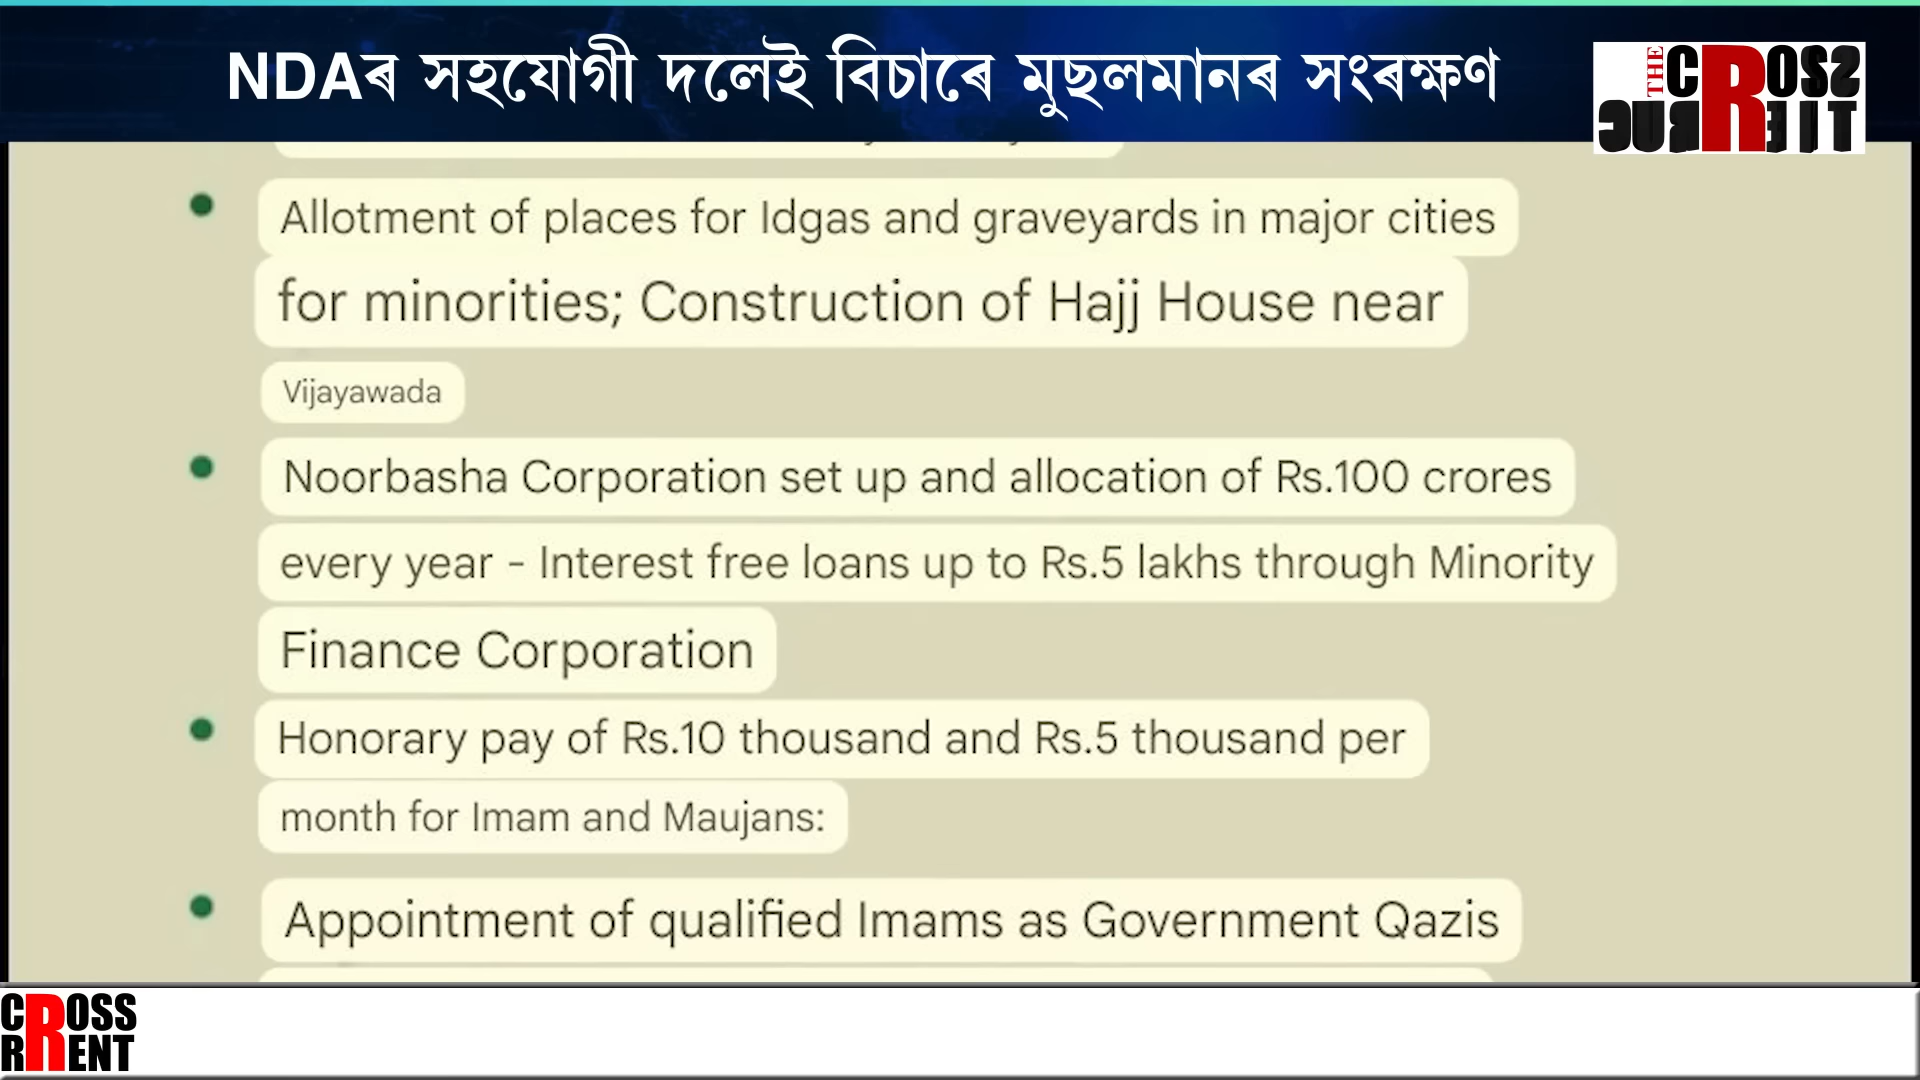 NDAৰ সহযোগী দলেই বিচাৰে মুছলমানৰ সংৰক্ষণ
THE CROSS
CURRENT
Allotment of places for Idgas and graveyards in major cities
for minorities; Construction of Hajj House near
Vijayawada
Noorbasha Corporation set up and allocation of Rs.100 crores
every year - Interest free loans up to Rs.5 lakhs through Minority
Finance Corporation
Honorary pay of Rs.10 thousand and Rs.5 thousand per
month for Imam and Maujans:
Appointment of qualified Imams as Government Qazis
CROSS
RRENT